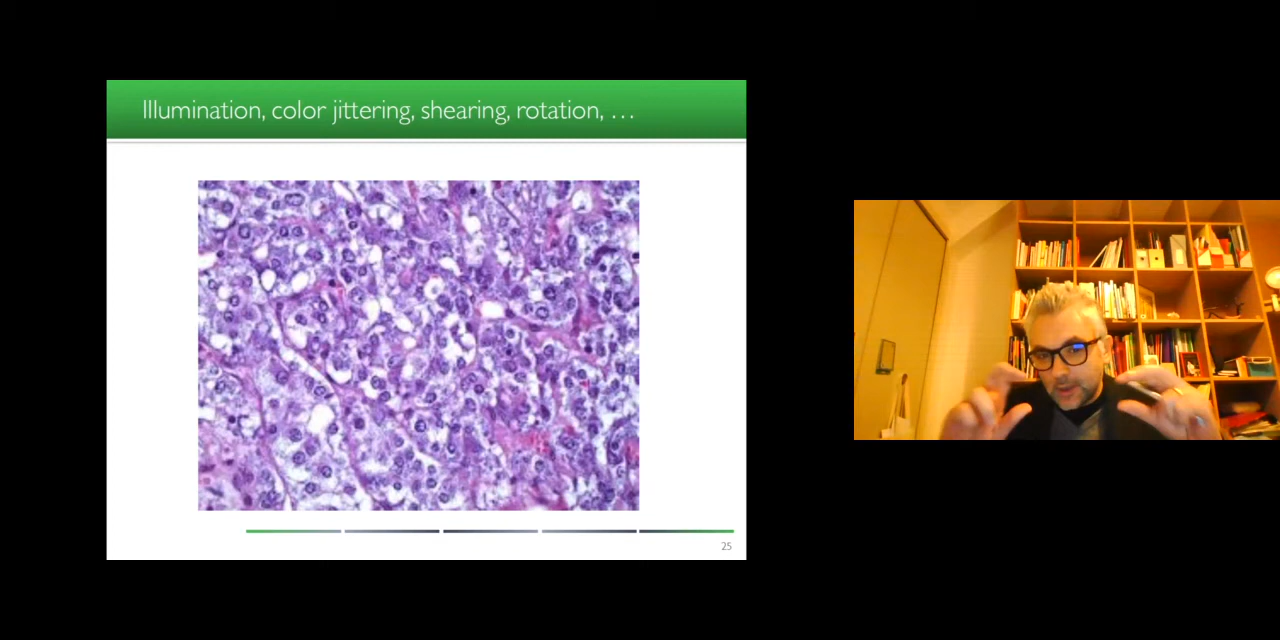 Illumination, color jittering, shearing, rotation, …
25